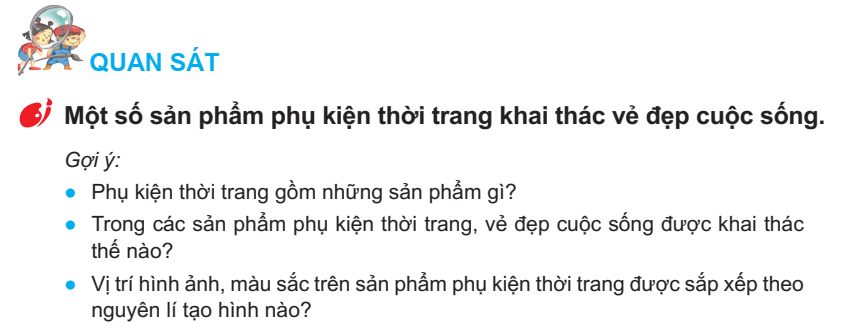 QUAN SÁT
Một số sản phẩm phụ kiện thời trang khai thác vẻ đẹp cuộc sống.
Gợi ý:
● Phụ kiện thời trang gồm những sản phẩm gì?
● Trong các sản phẩm phụ kiện thời trang, vẻ đẹp cuộc sống được khai thác
thế nào?
● Vị trí hình ảnh, màu sắc trên sản phẩm phụ kiện thời trang được sắp xếp theo
nguyên lí tạo hình nào?